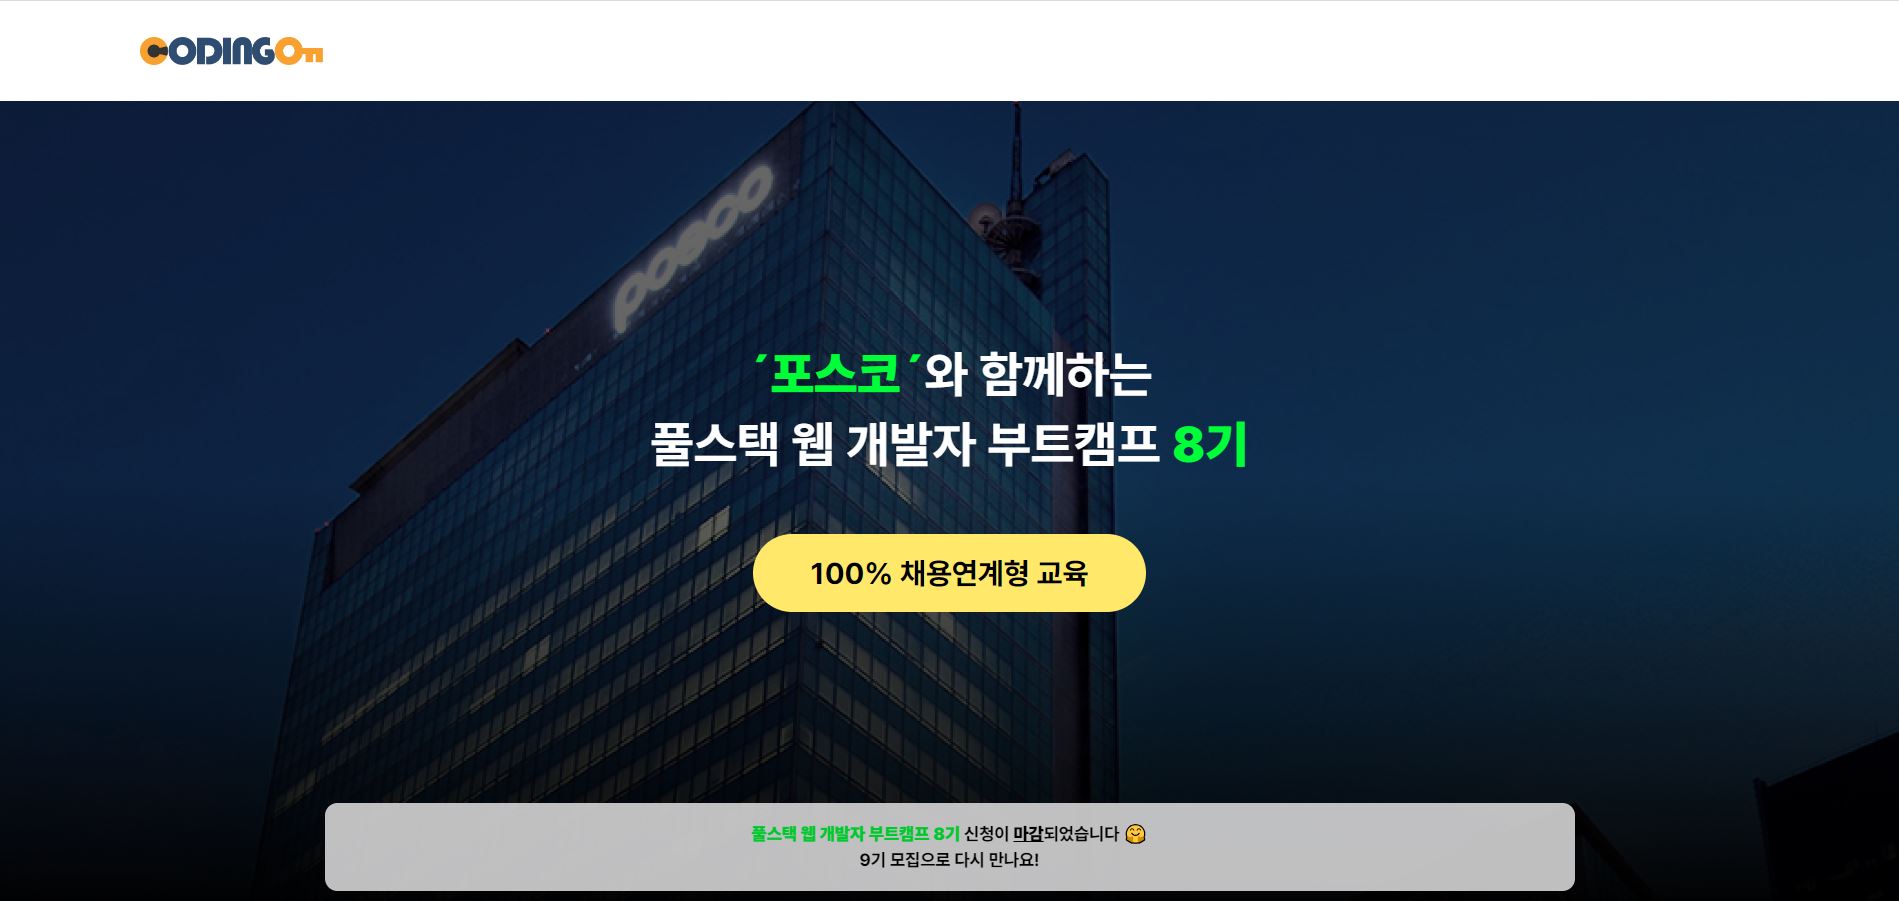 CODINGOn
posco
´포스코´와 함께하는
풀스택 웹 개발자 부트캠프 8기
100% 채용연계형 교육
풀스택 웹 개발자 부트캠프 8기 신청이 마감되었습니다 🤗
9기 모집으로 다시 만나요!